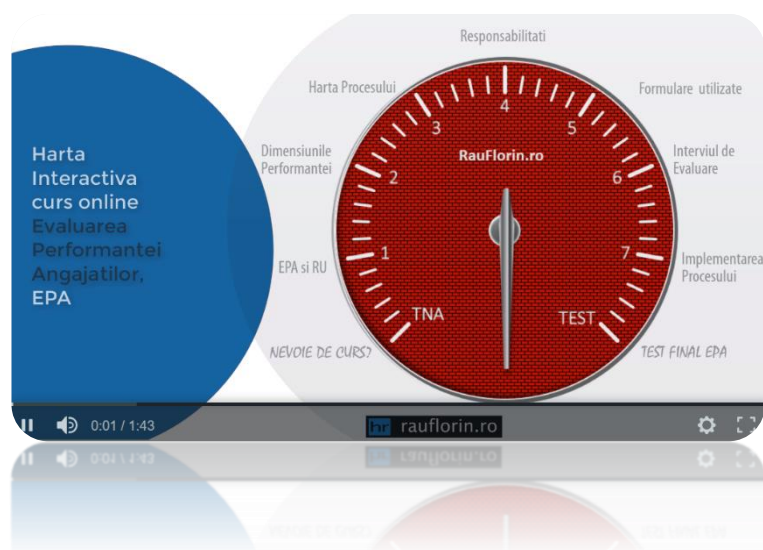 Harta
Interactiva
curs online
Evaluarea
Performantei
Angajatilor,
EPA
Responsabilitati
Harta Procesului
Formulare utilizate
Dimensiunile
Performantei
Interviul de
Evaluare
EPA si RU
Implementarea
Procesului
NEVOIE DE CURS?
TEST FINAL EPA
RauFlorin.ro
1
2
3
4
5
6
7
TNA
TEST
0:01 / 1:43
hr rauflorin.ro